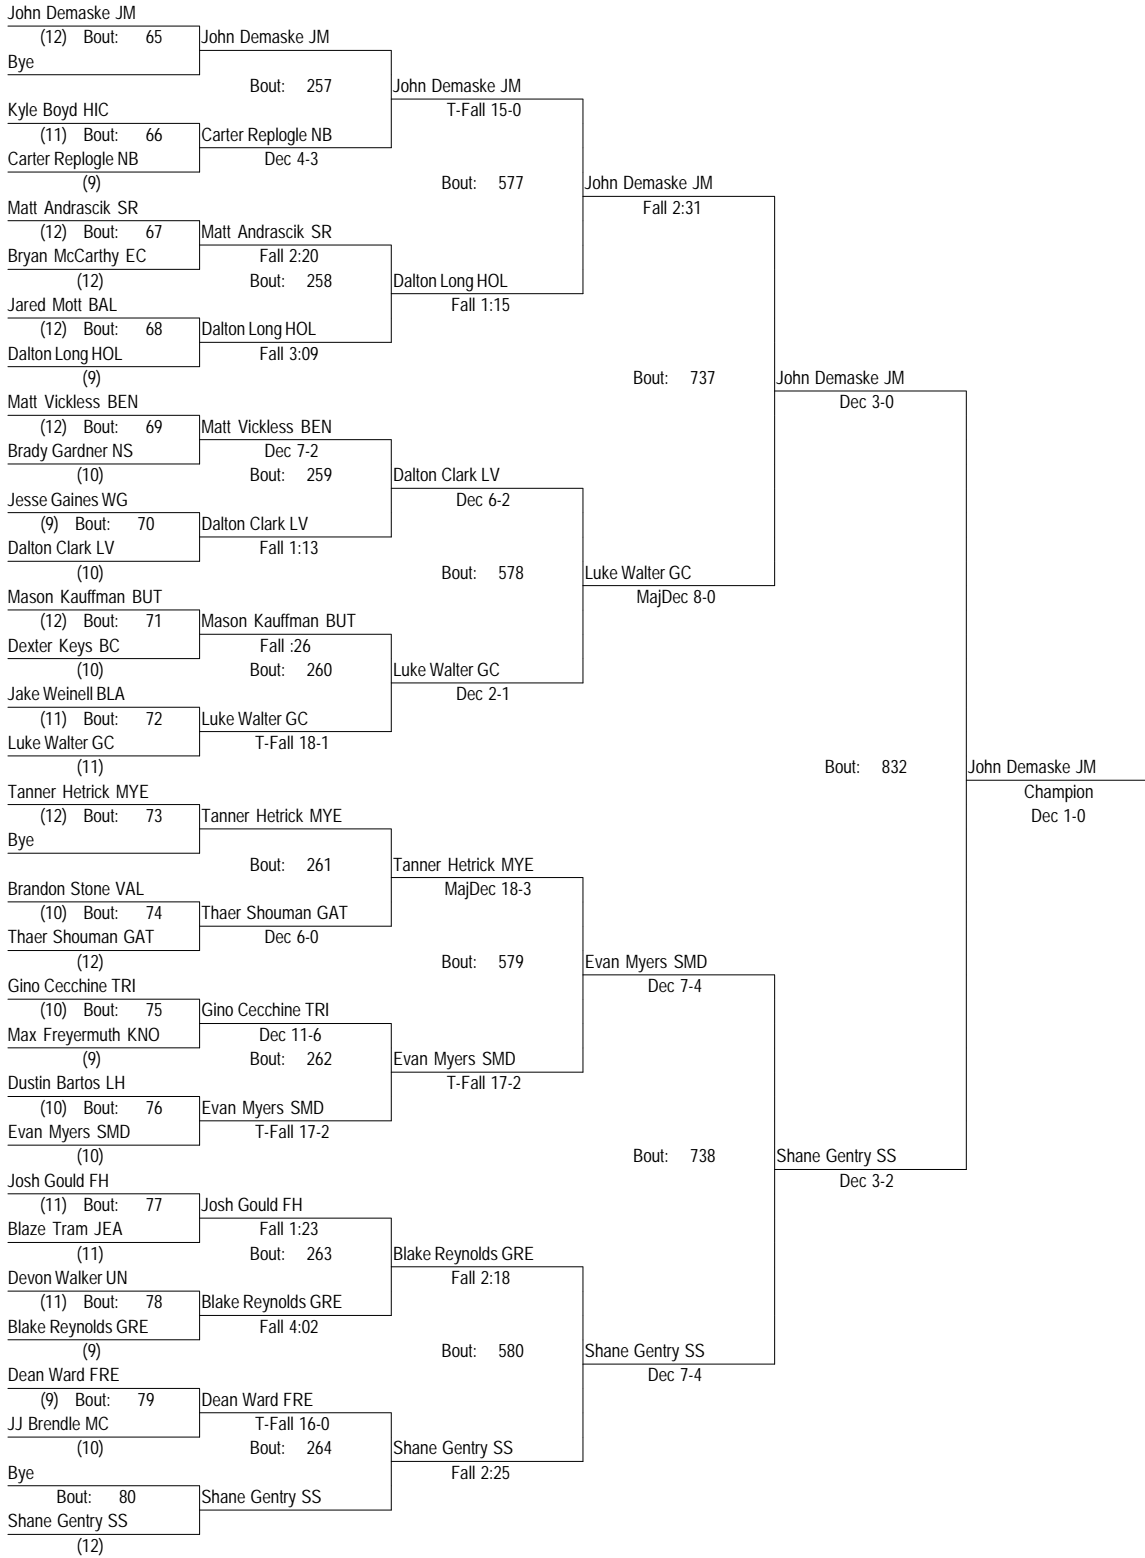 John Demaske JM
(12) Bout: 65 John Demaske JM
Bye
Bout: 257 John Demaske JM
Kyle Boyd HIC T-Fall 15-0
(11) Bout: 66 Carter Replogle NB
Carter Replogle NB Dec 4-3
(9) Bout: 577 John Demaske JM
Matt Andrascik SR Fall 2:31
(12) Bout: 67 Matt Andrascik SR
Bryan McCarthy EC Fall 2:20
(12) Bout: 258 Dalton Long HOL
Jared Mott BAL Fall 1:15
(12) Bout: 68 Dalton Long HOL
Dalton Long HOL Fall 3:09
(9) Bout: 737 John Demaske JM
Matt Vickless BEN Dec 3-0
(12) Bout: 69 Matt Vickless BEN
Brady Gardner NS Dec 7-2
(10) Bout: 259 Dalton Clark LV
Jesse Gaines WG Dec 6-2
(9) Bout: 70 Dalton Clark LV
Dalton Clark LV Fall 1:13
(10) Bout: 578 Luke Walter GC
Mason Kauffman BUT MajDec 8-0
(12) Bout: 71 Mason Kauffman BUT
Dexter Keys BC Fall :26
(10) Bout: 260 Luke Walter GC
Jake Weinell BLA Dec 2-1
(11) Bout: 72 Luke Walter GC
Luke Walter GC T-Fall 18-1
(11) Bout: 832 John Demaske JM
Tanner Hetrick MYE Champion
(12) Bout: 73 Tanner Hetrick MYE Dec 1-0
Bye
Bout: 261 Tanner Hetrick MYE
Brandon Stone VAL MajDec 18-3
(10) Bout: 74 Thaer Shouman GAT
Thaer Shouman GAT Dec 6-0
(12) Bout: 579 Evan Myers SMD
Gino Cecchine TRI Dec 7-4
(10) Bout: 75 Gino Cecchine TRI
Max Freyermuth KNO Dec 11-6
(9) Bout: 262 Evan Myers SMD
Dustin Bartos LH T-Fall 17-2
(10) Bout: 76 Evan Myers SMD
Evan Myers SMD T-Fall 17-2
(10) Bout: 738 Shane Gentry SS
Josh Gould FH Dec 3-2
(11) Bout: 77 Josh Gould FH
Blaze Tram JEA Fall 1:23
(11) Bout: 263 Blake Reynolds GRE
Devon Walker UN Fall 2:18
(11) Bout: 78 Blake Reynolds GRE
Blake Reynolds GRE Fall 4:02
(9) Bout: 580 Shane Gentry SS
Dean Ward FRE Dec 7-4
(9) Bout: 79 Dean Ward FRE
JJ Brendle MC T-Fall 16-0
(10) Bout: 264 Shane Gentry SS
Bye Fall 2:25
Bout: 80 Shane Gentry SS
Shane Gentry SS
(12)